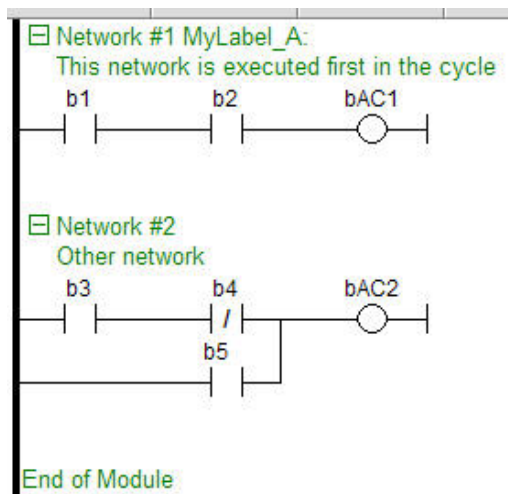 Network #1 MyLabel_A:
This network is executed first in the cycle
b1 b2 bAC1
Network #2
Other network
b3 b4 bAC2
/
b5
End of Module